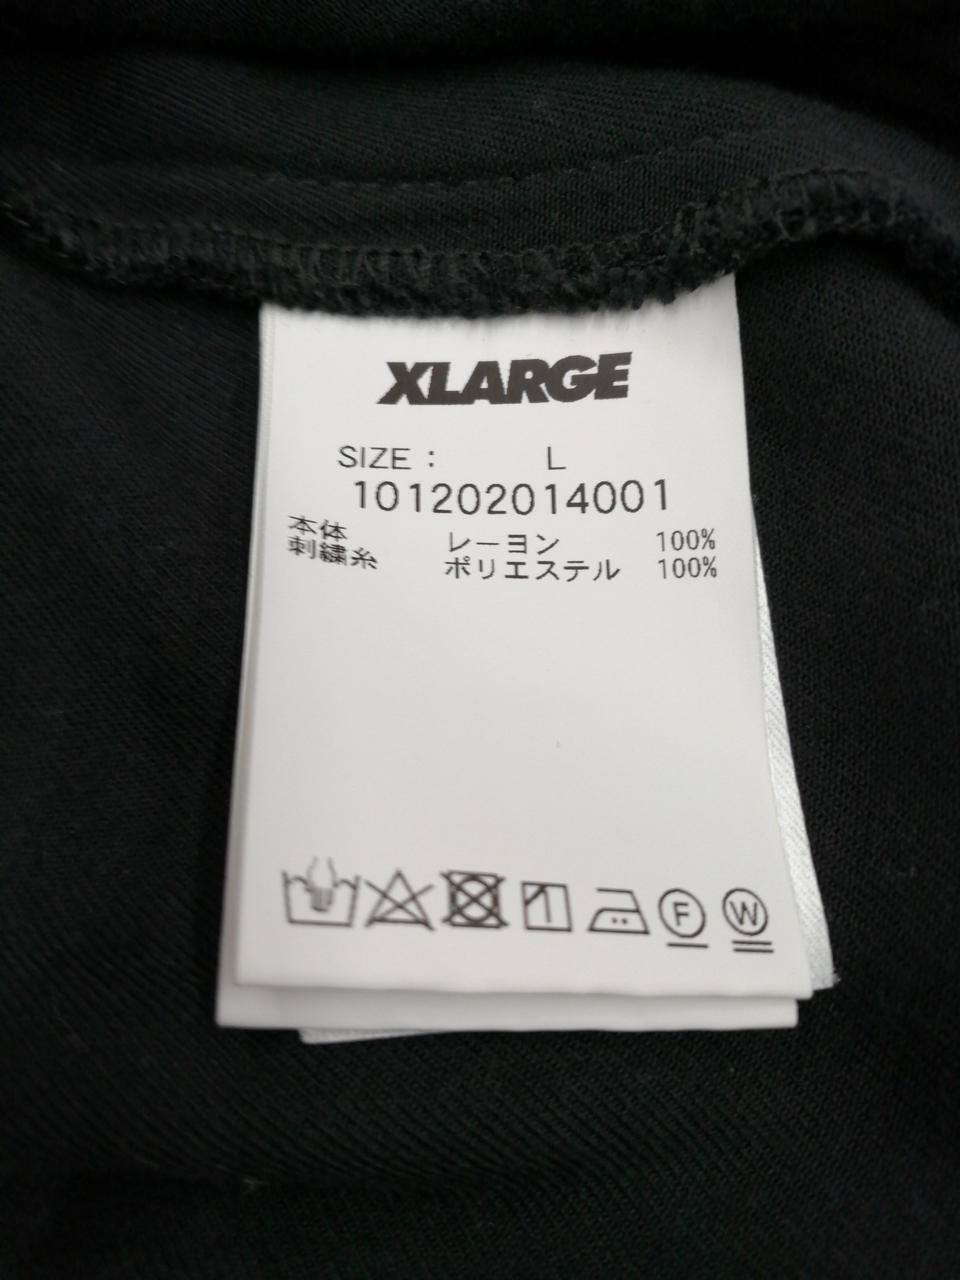 XLARGE
SIZE : L
101202014001
本体 レーヨン 100%
刺繍糸 ポリエステル 100%
F W